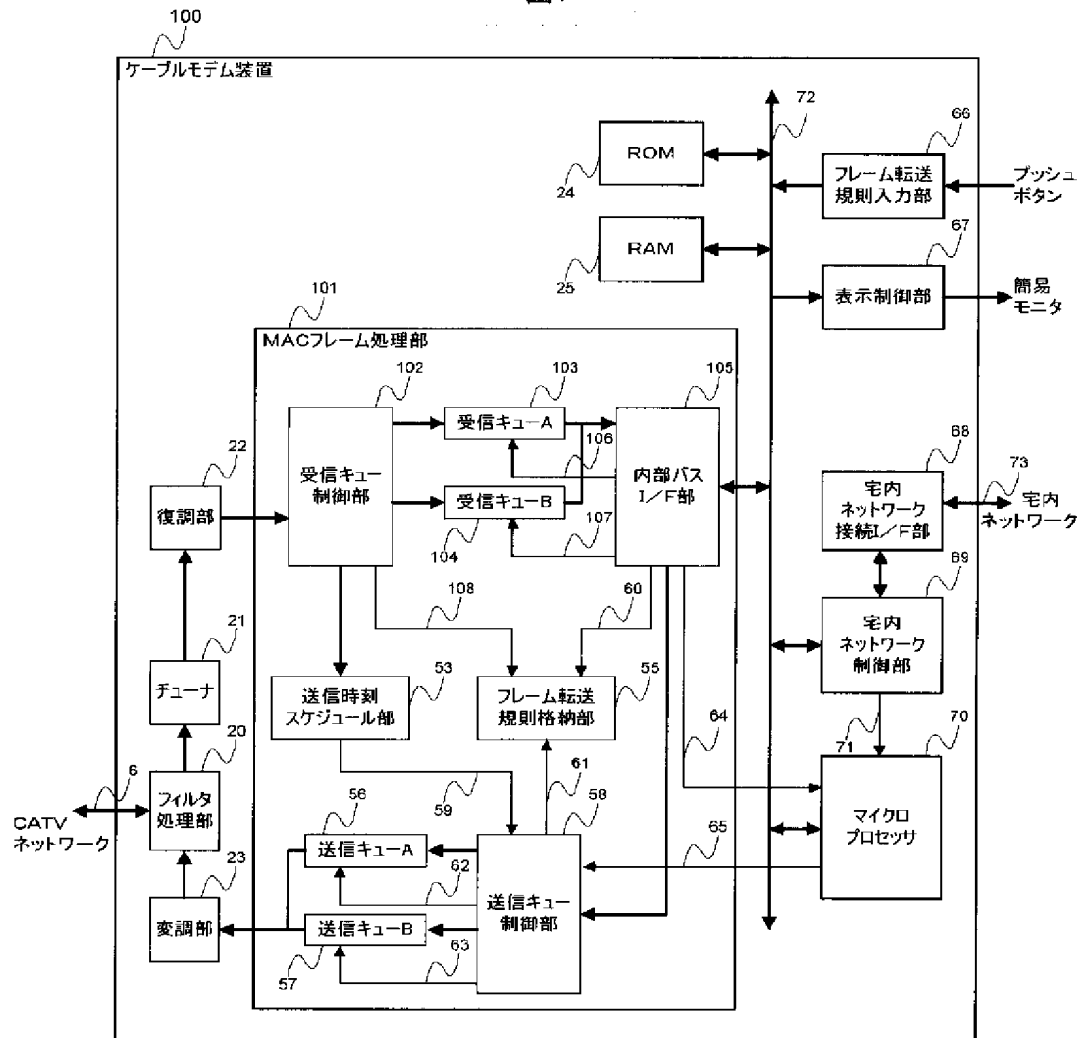 100
ケーブルモデム装置
72
66
ROM
24
フレーム転送
規則入力部
プッシュ
ボタン
RAM
25
67
表示制御部
簡易
モニタ
101
MACフレーム処理部
102
103
105
受信キューA
106
22
受信キュー
制御部
内部バス
I/F部
68
73
復調部
受信キューB
104
107
宅内
ネットワーク
接続I/F部
宅内
ネットワーク
108
60
69
21
53
55
宅内
ネットワーク
制御部
チューナ
送信時刻
スケジュール部
フレーム転送
規則格納部
64
71
70
20
6
59
61
58
フィルタ
処理部
56
マイクロ
プロセッサ
CATV
ネットワーク
送信キューA
65
23
62
送信キュー
制御部
変調部
送信キューB
57
63